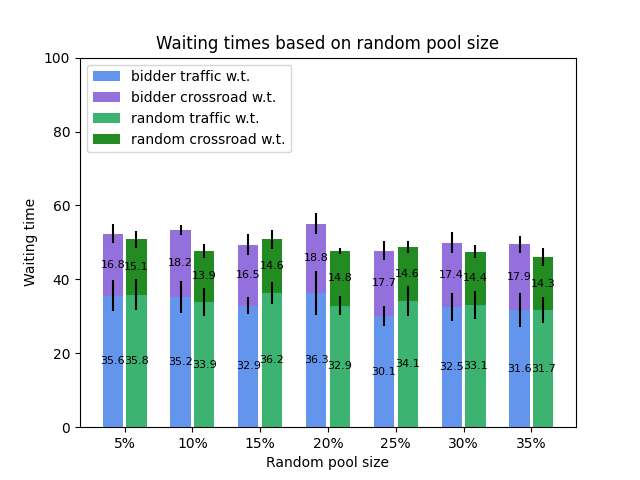 Waiting times based on random pool size
100
80
60
40
20
0
Waiting time
bidder traffic w.t.
bidder crossroad w.t.
random traffic w.t.
random crossroad w.t.
16.8 15.1 18.2 13.9 16.5 14.6 18.8 14.8 17.7 14.6 17.4 14.4 17.9 14.3
35.6 35.8 35.2 33.9 32.9 36.2 36.3 32.9 30.1 34.1 32.5 33.1 31.6 31.7
5% 10% 15% 20% 25% 30% 35%
Random pool size